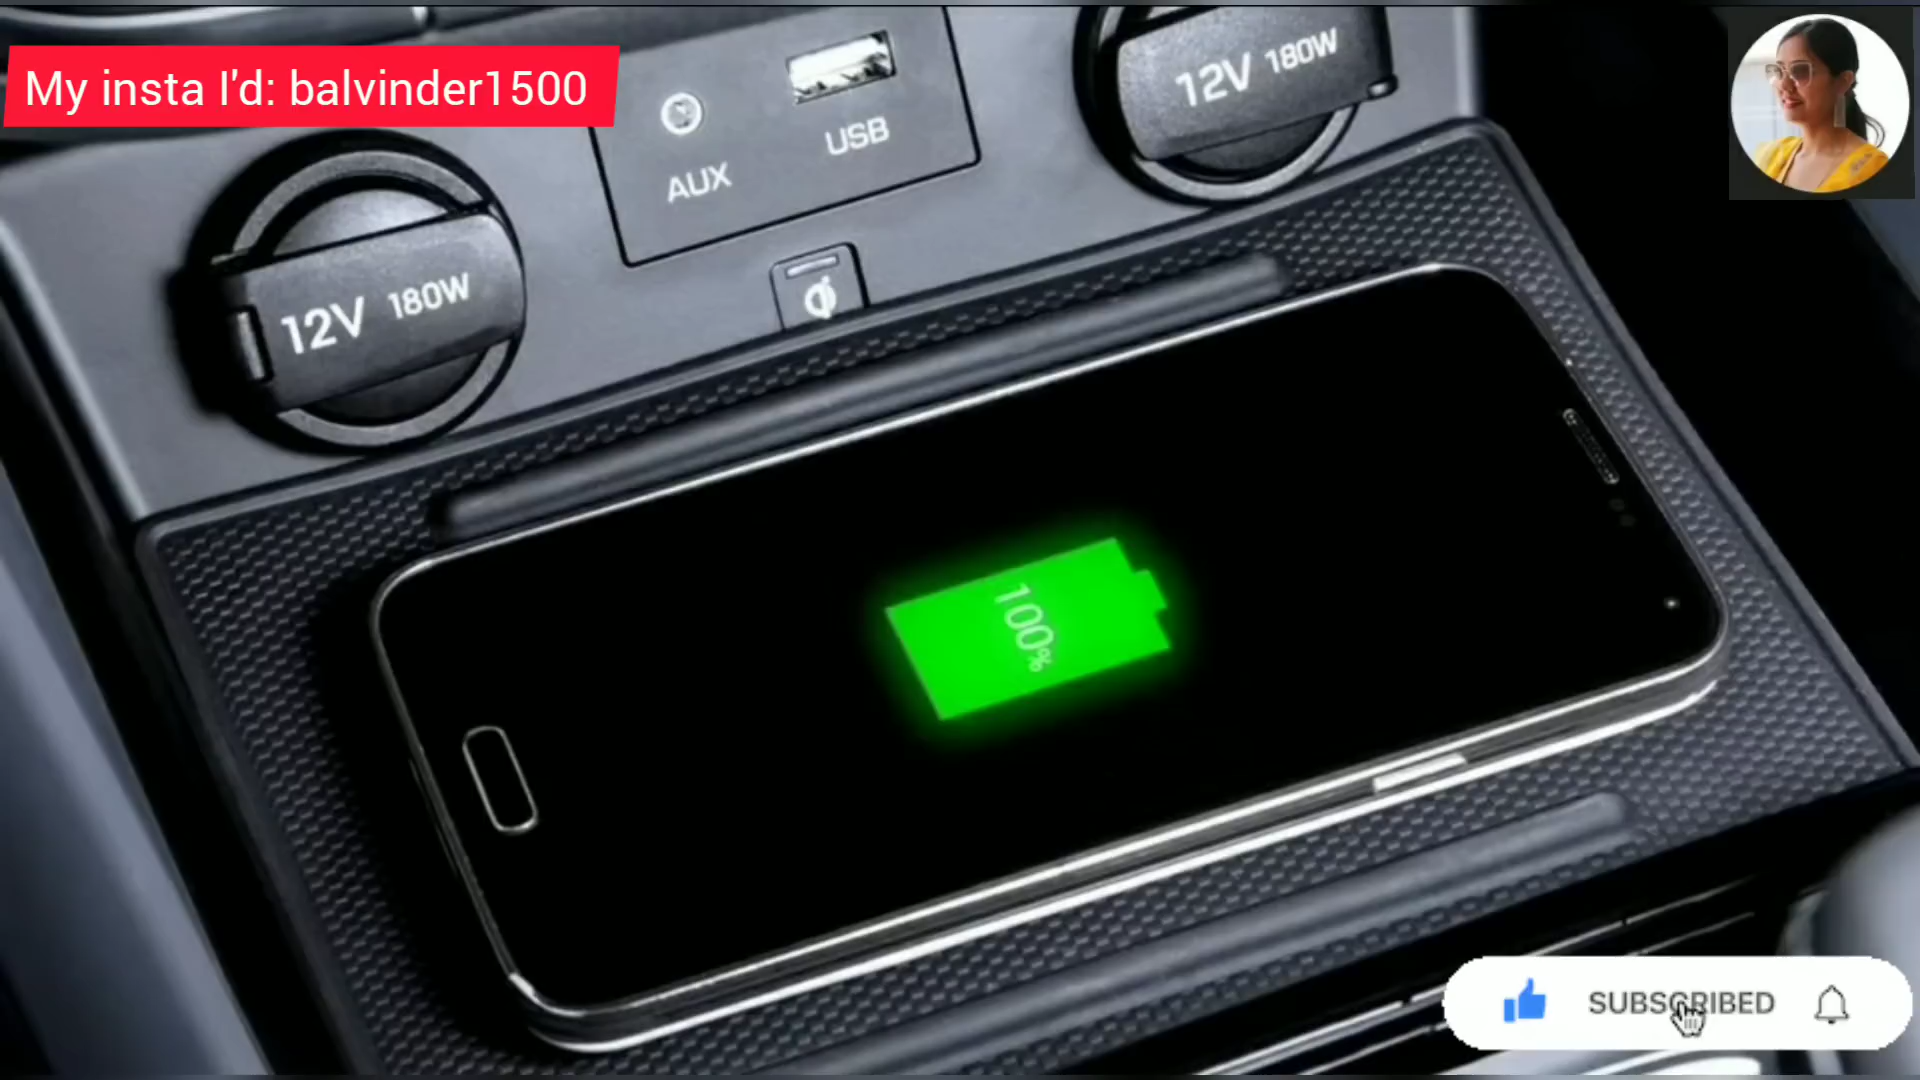 My insta I'd: balvinder1500
AUX
USB
12V 180W
12V 180W
100%
SUBSCRIBED